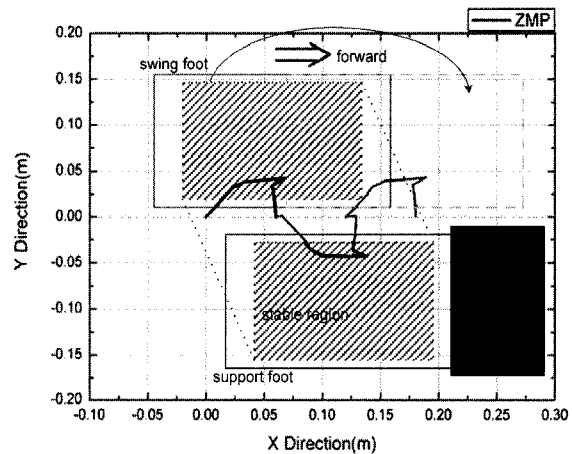 ZMP
0.20
swing foot
forward
0.15
0.10
0.05
0.00
-0.05
-0.10
stable region
-0.15
support foot
-0.20
-0.10 -0.05 0.00 0.05 0.10 0.15 0.20 0.25 0.30
Y Direction(m)
X Direction(m)